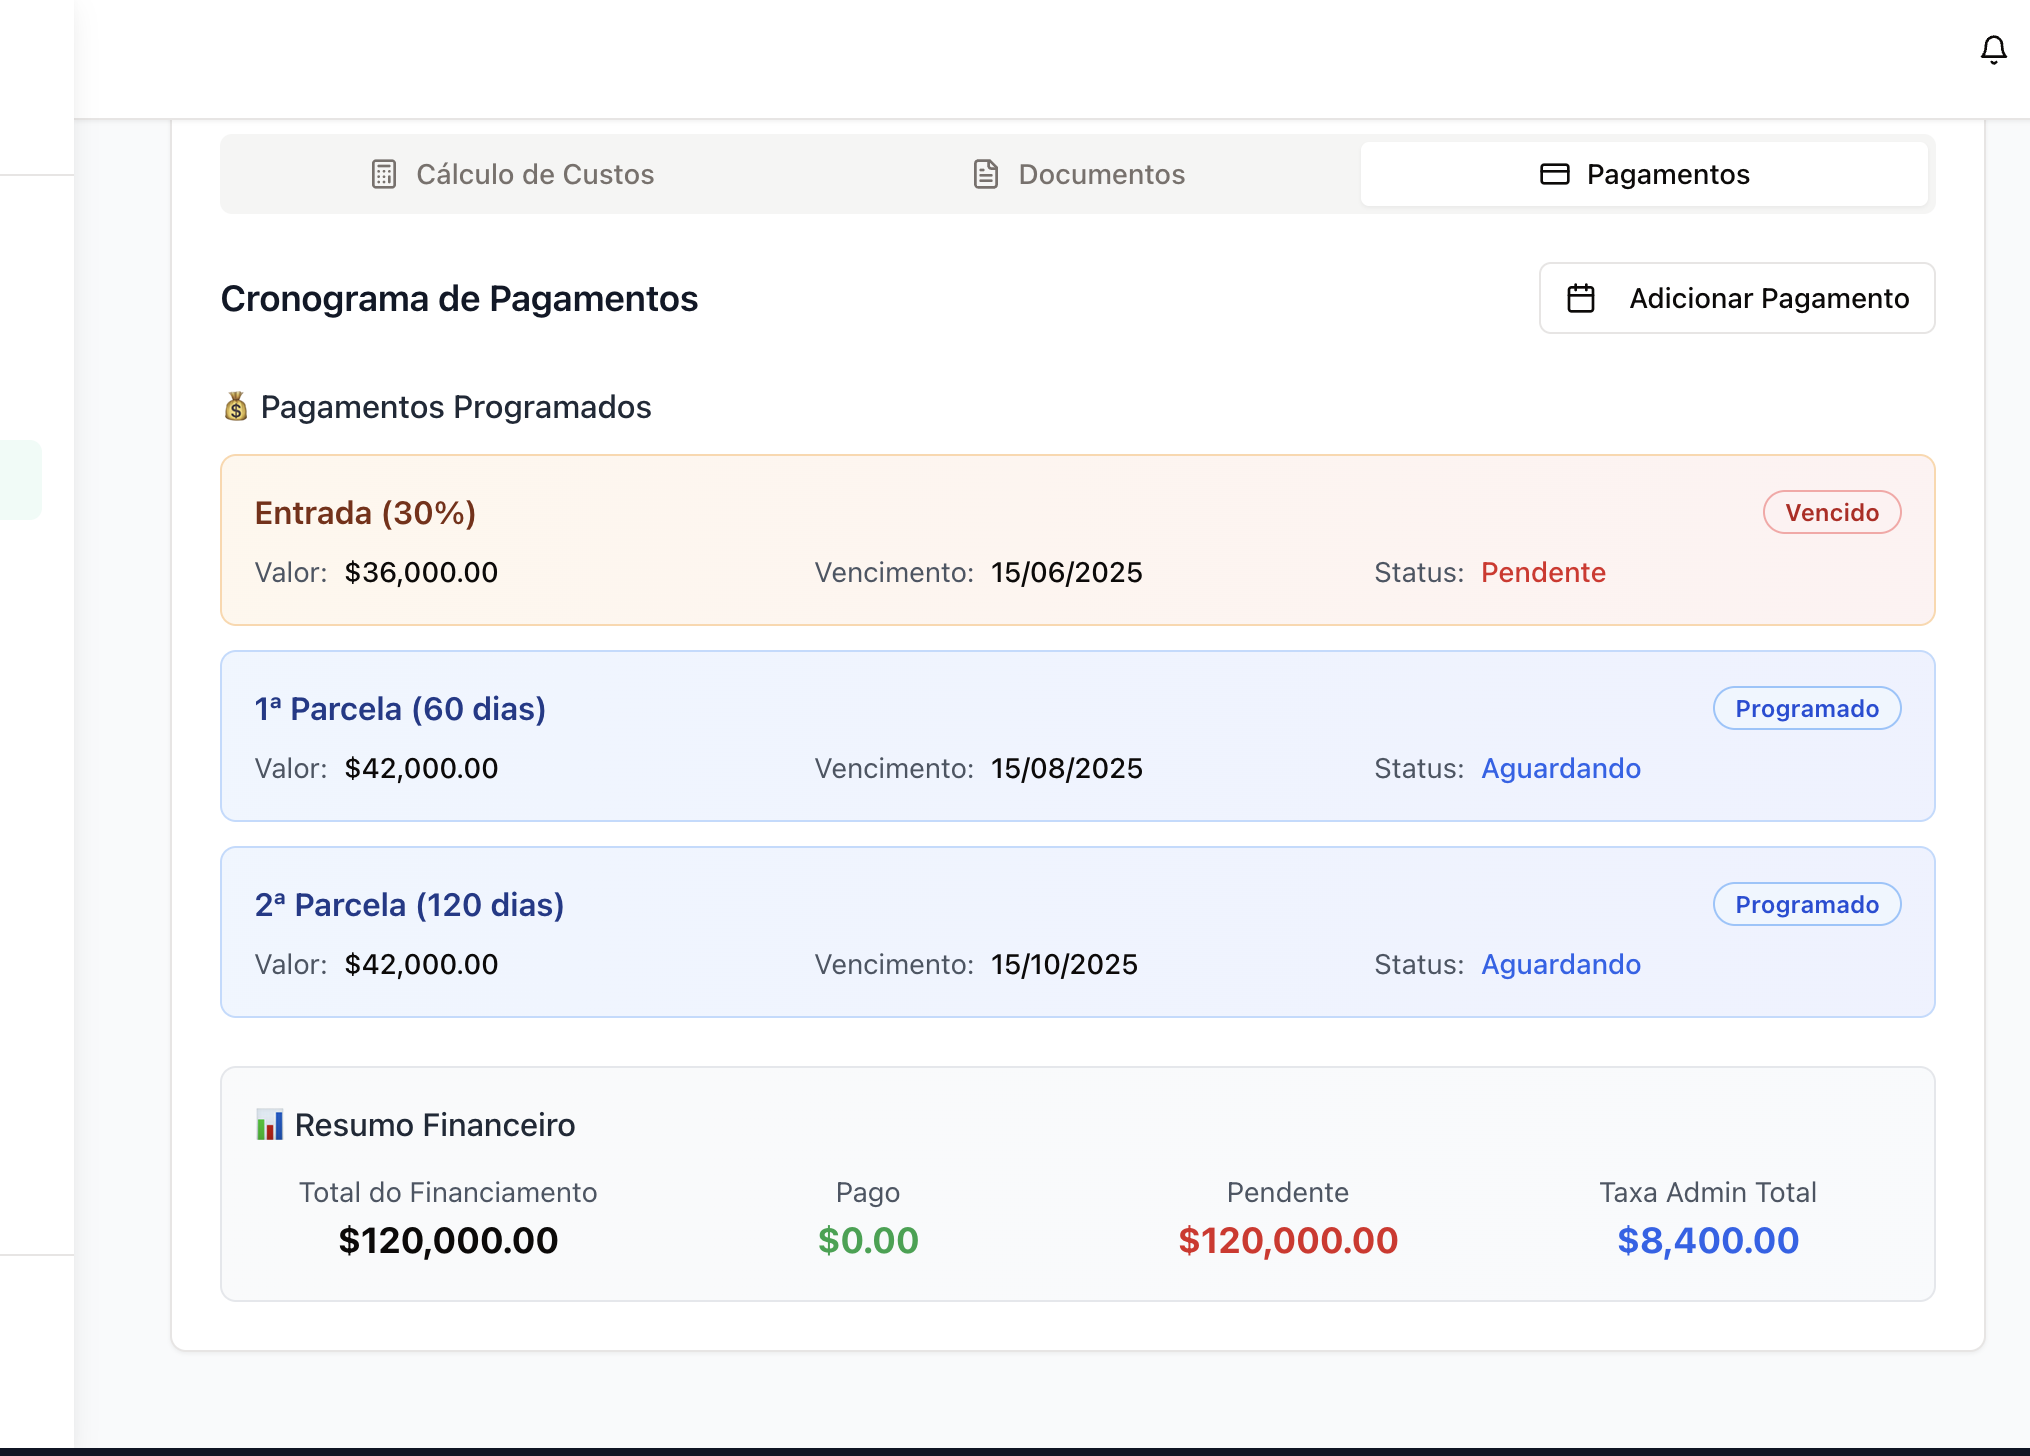 Cálculo de Custos
Documentos
Pagamentos
Cronograma de Pagamentos
Adicionar Pagamento
Pagamentos Programados
Entrada (30%)
Vencido
Valor: $36,000.00
Vencimento: 15/06/2025
Status: Pendente
1ª Parcela (60 dias)
Programado
Valor: $42,000.00
Vencimento: 15/08/2025
Status: Aguardando
2ª Parcela (120 dias)
Programado
Valor: $42,000.00
Vencimento: 15/10/2025
Status: Aguardando
Resumo Financeiro
Total do Financiamento
$120,000.00
Pago
$0.00
Pendente
$120,000.00
Taxa Admin Total
$8,400.00